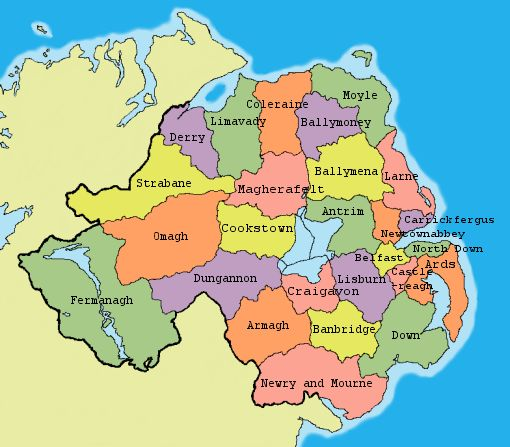 Moyle
Coleraine
Limavady
Ballymoney
Derry
Ballymena
Larne
Strabane
Magherafelt
Antrim
Carrickfergus
Cookstown
Newtownabbey
Omagh
North Down
Belfast
Ards
Dungannon
Lisburn
Castle
-reagh
Craigavon
Fermanagh
Armagh
Banbridge
Down
Newry and Mourne